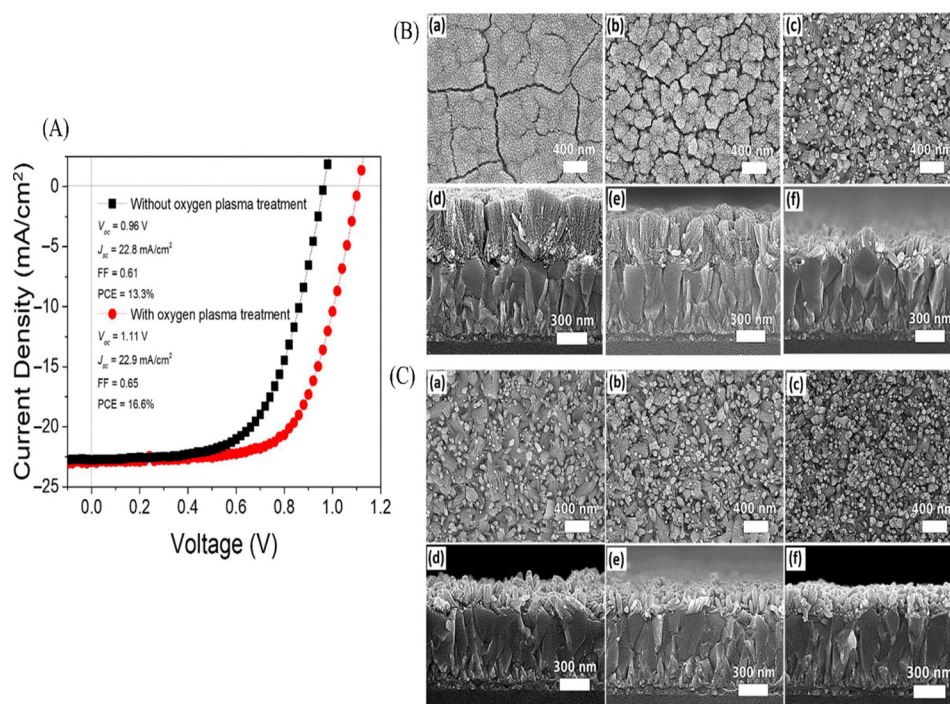 (A)
Current Density (mA/cm²)
0
−5
−10
−15
−20
−25
Without oxygen plasma treatment
Voc = 0.96 V
Jsc = 22.8 mA/cm²
FF = 0.61
PCE = 13.3%
With oxygen plasma treatment
Voc = 1.11 V
Jsc = 22.9 mA/cm²
FF = 0.65
PCE = 16.6%
0.0 0.2 0.4 0.6 0.8 1.0 1.2
Voltage (V)
(B)
(a)
400 nm
(b)
400 nm
(c)
400 nm
(d)
300 nm
(e)
300 nm
(f)
300 nm
(C)
(a)
400 nm
(b)
400 nm
(c)
400 nm
(d)
300 nm
(e)
300 nm
(f)
300 nm